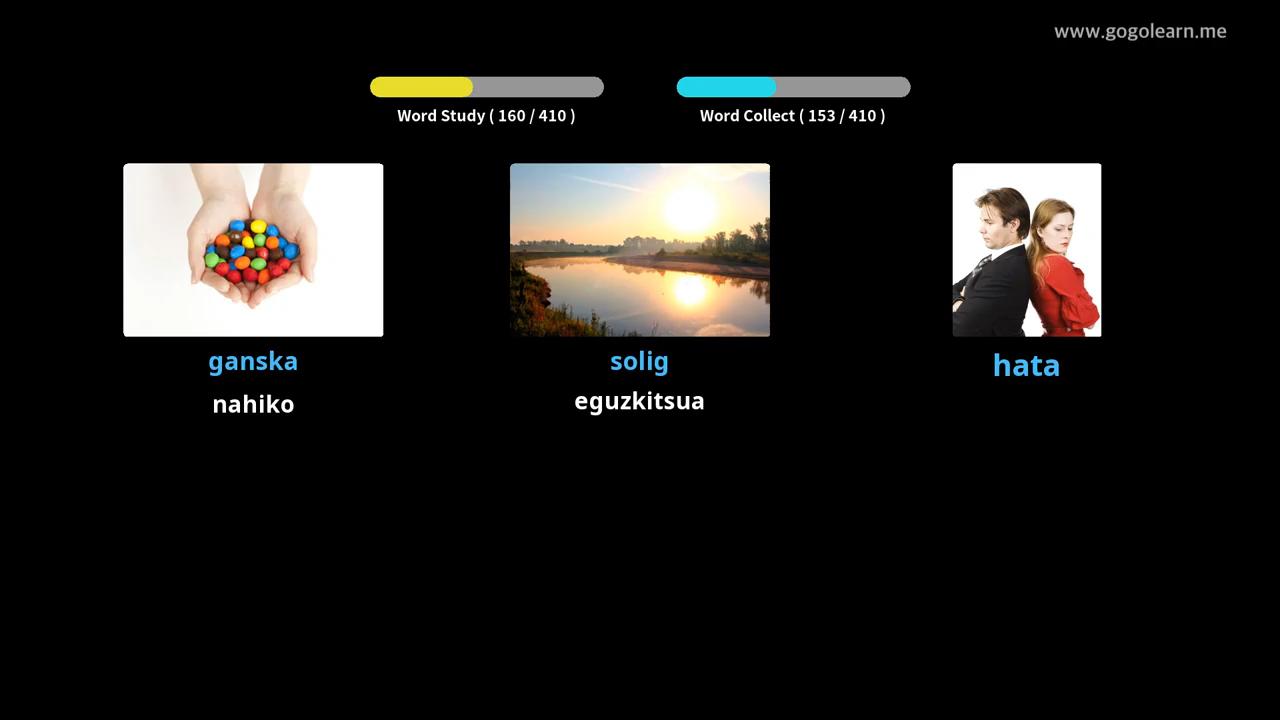 www.gogolearn.me
Word Study ( 160 / 410 )
Word Collect ( 153 / 410 )
ganska
nahiko
solig
eguzkitsua
hata